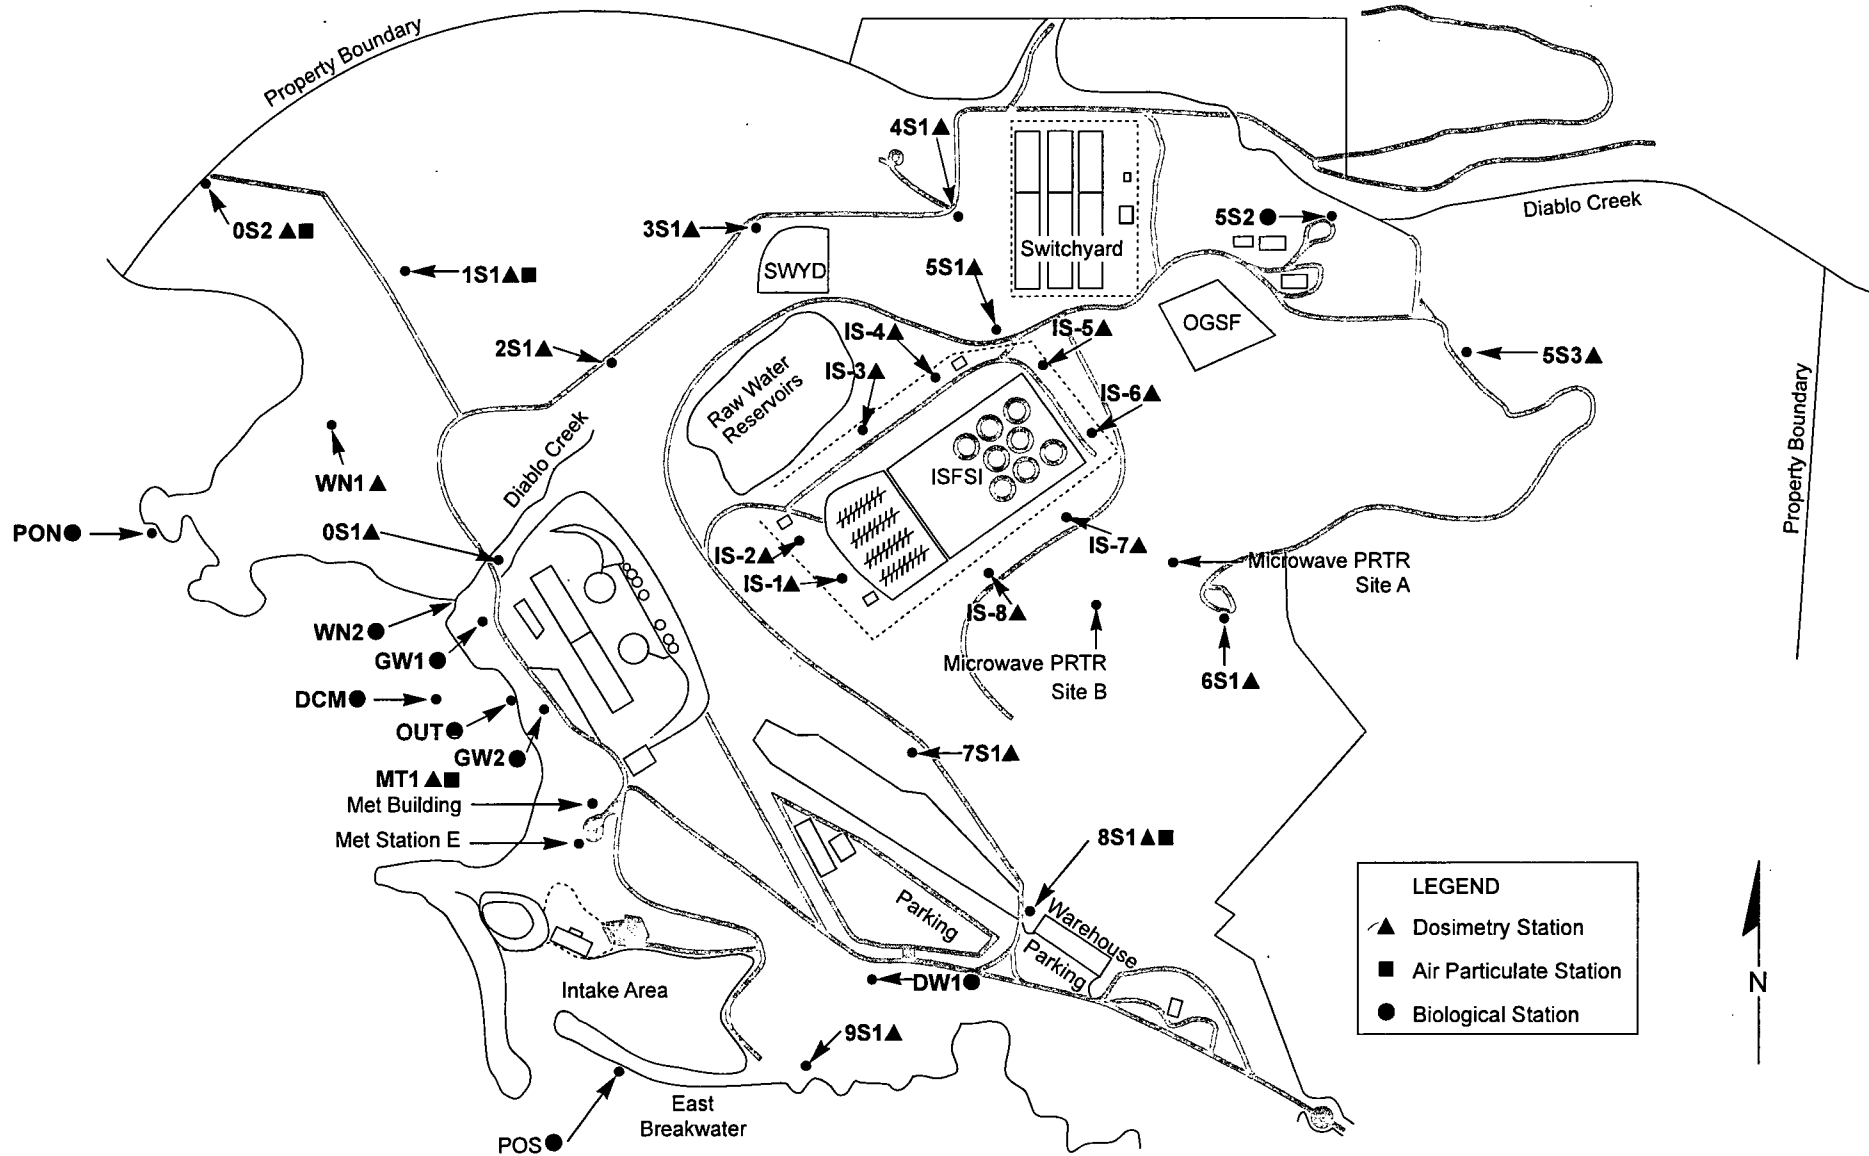 Property Boundary
4S1▲
0S2 ▲■
3S1▲
5S2●
Diablo Creek
1S1▲■
SWYD
Switchyard
5S1▲
OGSF
IS-4▲
IS-5▲
2S1▲
5S3▲
IS-3▲
Raw Water
Reservoirs
IS-6▲
Property Boundary
Diablo Creek
ISFSI
WN1▲
PON●
0S1▲
IS-2▲
IS-7▲
Microwave PRTR
Site A
IS-1▲
IS-8▲
WN2●
GW1●
Microwave PRTR
Site B
6S1▲
DCM●
OUT●
GW2●
7S1▲
MT1▲■
Met Building
Met Station E
8S1▲■
Parking
Warehouse
Parking
LEGEND
▲ Dosimetry Station
■ Air Particulate Station
● Biological Station
N
Intake Area
DW1●
9S1▲
East
Breakwater
POS●